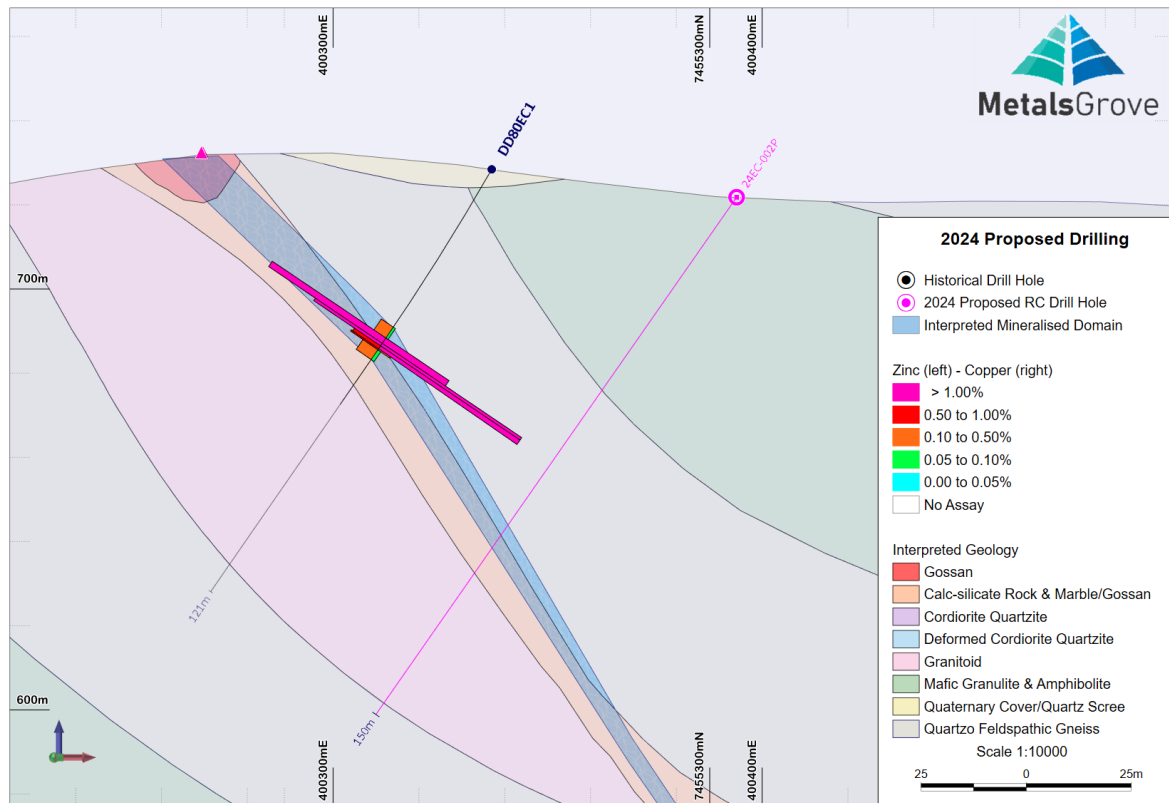 400300mE
7455300mN
400400mE
MetalsGrove
DD80EC1
24EC-002P
700m
121m
600m
150m
400300mE
7455300mN
400400mE
2024 Proposed Drilling
Historical Drill Hole
2024 Proposed RC Drill Hole
Interpreted Mineralised Domain
Zinc (left) - Copper (right)
> 1.00%
0.50 to 1.00%
0.10 to 0.50%
0.05 to 0.10%
0.00 to 0.05%
No Assay
Interpreted Geology
Gossan
Calc-silicate Rock & Marble/Gossan
Cordiorite Quartzite
Deformed Cordiorite Quartzite
Granitoid
Mafic Granulite & Amphibolite
Quaternary Cover/Quartz Scree
Quartzo Feldspathic Gneiss
Scale 1:10000
25 0 25m